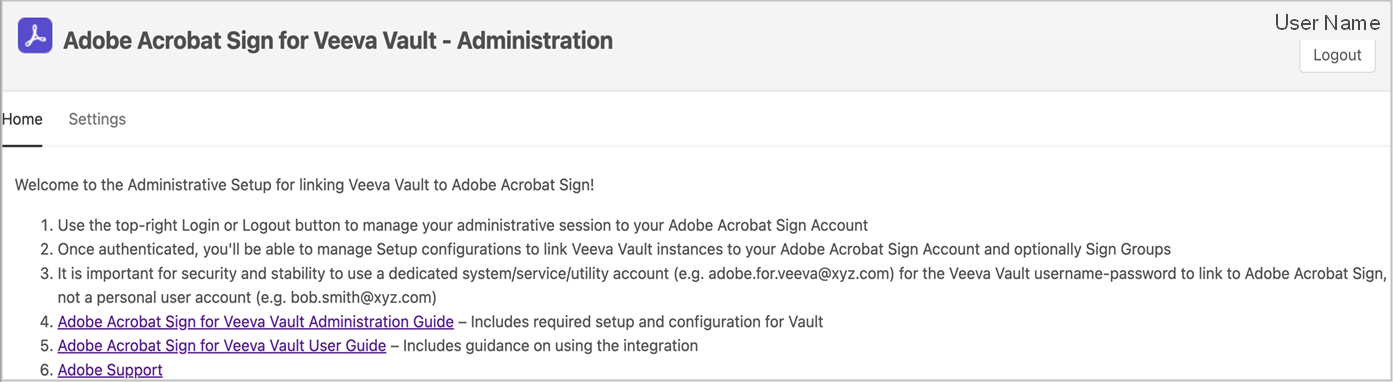 User Name
Adobe Acrobat Sign for Veeva Vault - Administration
Logout
Home Settings
Welcome to the Administrative Setup for linking Veeva Vault to Adobe Acrobat Sign!
1. Use the top-right Login or Logout button to manage your administrative session to your Adobe Acrobat Sign Account
2. Once authenticated, you'll be able to manage Setup configurations to link Veeva Vault instances to your Adobe Acrobat Sign Account and optionally Sign Groups
3. It is important for security and stability to use a dedicated system/service/utility account (e.g. adobe.for.veeva@xyz.com) for the Veeva Vault username-password to link to Adobe Acrobat Sign,
not a personal user account (e.g. bob.smith@xyz.com)
4. Adobe Acrobat Sign for Veeva Vault Administration Guide – Includes required setup and configuration for Vault
5. Adobe Acrobat Sign for Veeva Vault User Guide – Includes guidance on using the integration
6. Adobe Support